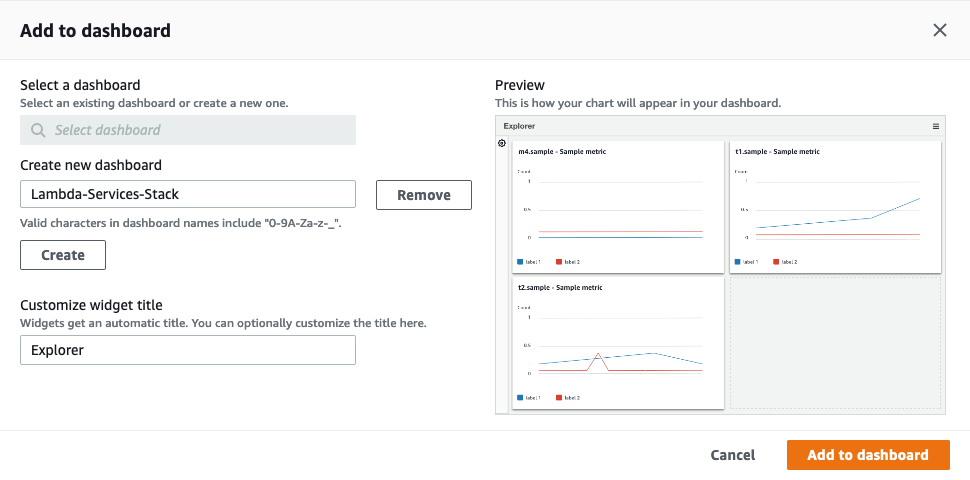 Add to dashboard
Select a dashboard
Select an existing dashboard or create a new one.
Select dashboard
Create new dashboard
Lambda-Services-Stack
Remove
Valid characters in dashboard names include "0-9A-Za-z-_".
Create
Customize widget title
Widgets get an automatic title. You can optionally customize the title here.
Explorer
Preview
This is how your chart will appear in your dashboard.
Explorer
m4.sample - Sample metric
Count
1
0.5
0
label 1 label 2
t1.sample - Sample metric
Count
1
0.5
0
label 1 label 2
t2.sample - Sample metric
Count
1
0.5
0
label 1 label 2
Cancel
Add to dashboard